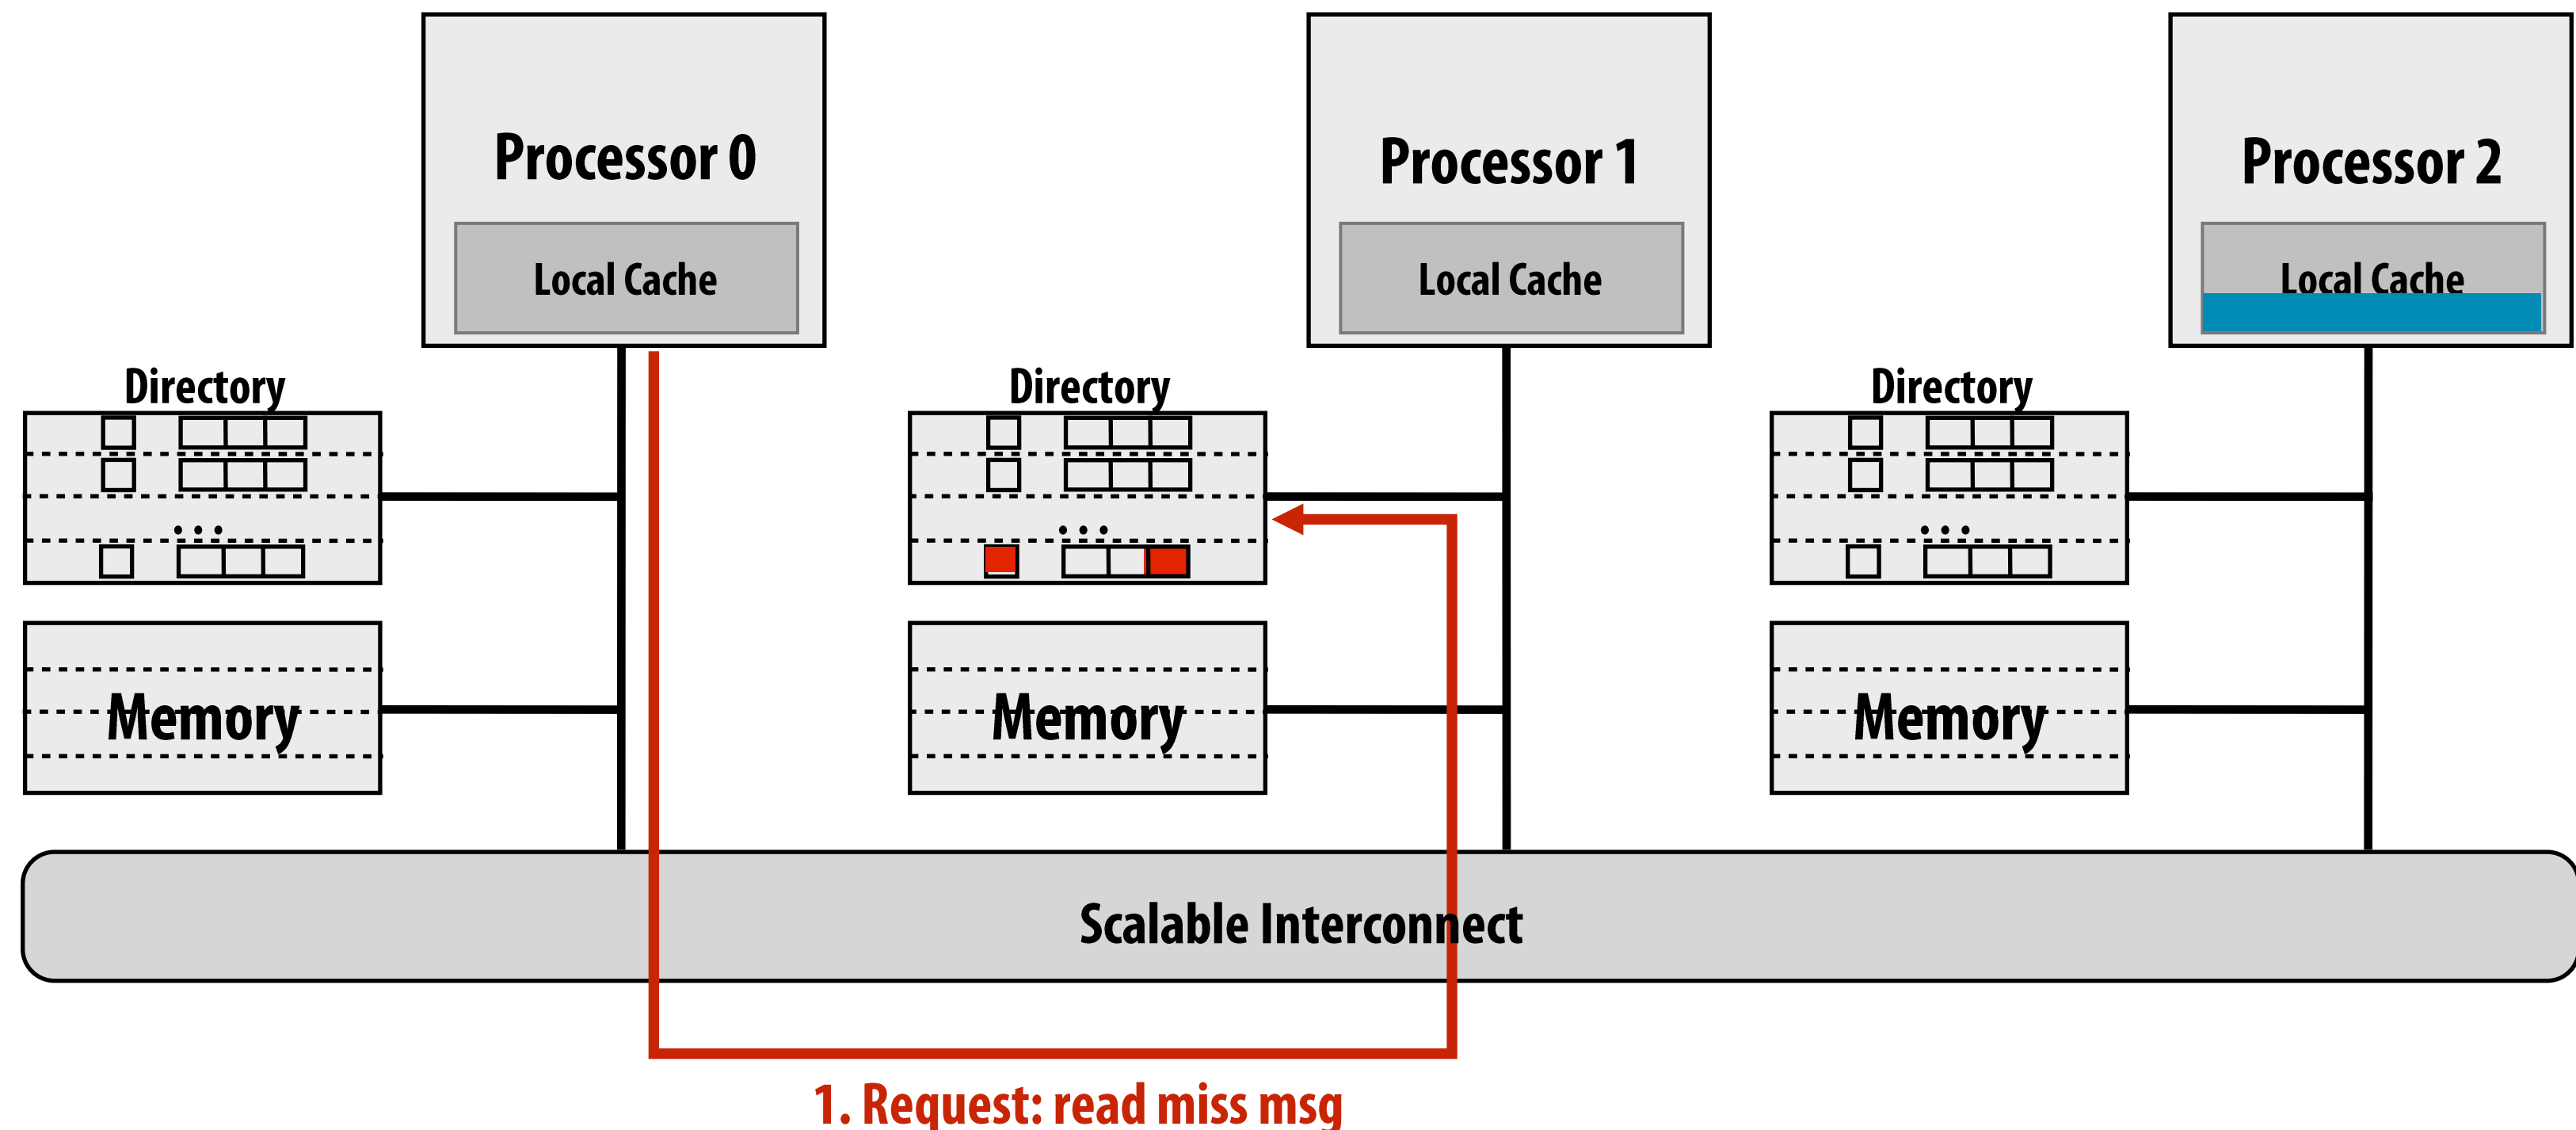 Processor 0
Processor 1
Processor 2
Local Cache
Local Cache
Local Cache
Directory
Directory
Directory
• • •
• • •
• • •
Memory
Memory
Memory
Scalable Interconnect
1. Request: read miss msg